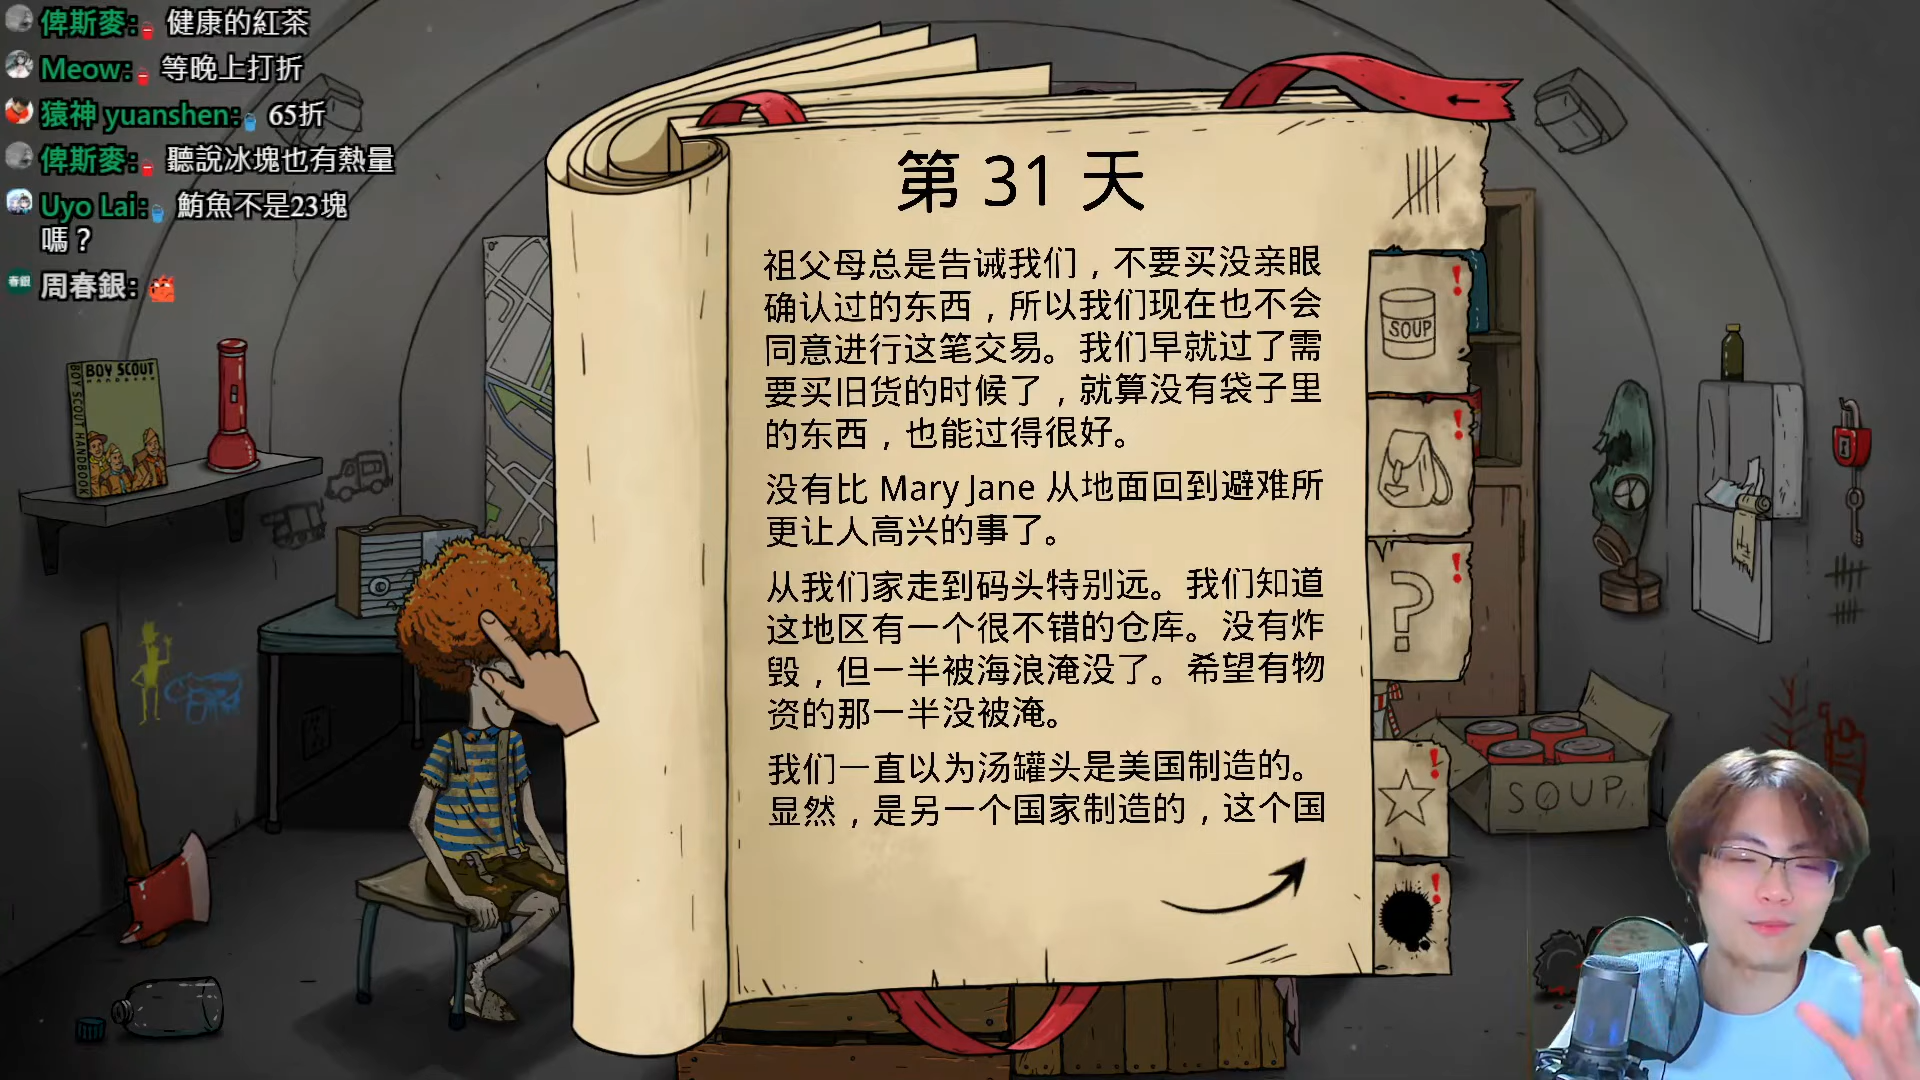 俾斯麥: 健康的紅茶
Meow: 等晚上打折
猿神 yuanshen: 65折
俾斯麥: 聽說冰塊也有熱量
Uyo Lai: 鮪魚不是23塊
嗎？
春銀 周春銀:
BOY SCOUT
HANDBOOK
BOY SCOUT HANDBOOK
第 31 天
祖父母总是告诫我们，不要买没亲眼
确认过的东西，所以我们现在也不会
同意进行这笔交易。我们早就过了需
要买旧货的时候了，就算没有袋子里
的东西，也能过得很好。
没有比 Mary Jane 从地面回到避难所
更让人高兴的事了。
从我们家走到码头特别远。我们知道
这地区有一个很不错的仓库。没有炸
毁，但一半被海浪淹没了。希望有物
资的那一半没被淹。
我们一直以为汤罐头是美国制造的。
显然，是另一个国家制造的，这个国
SOUP
!
!
?
!
!
!
SOUP